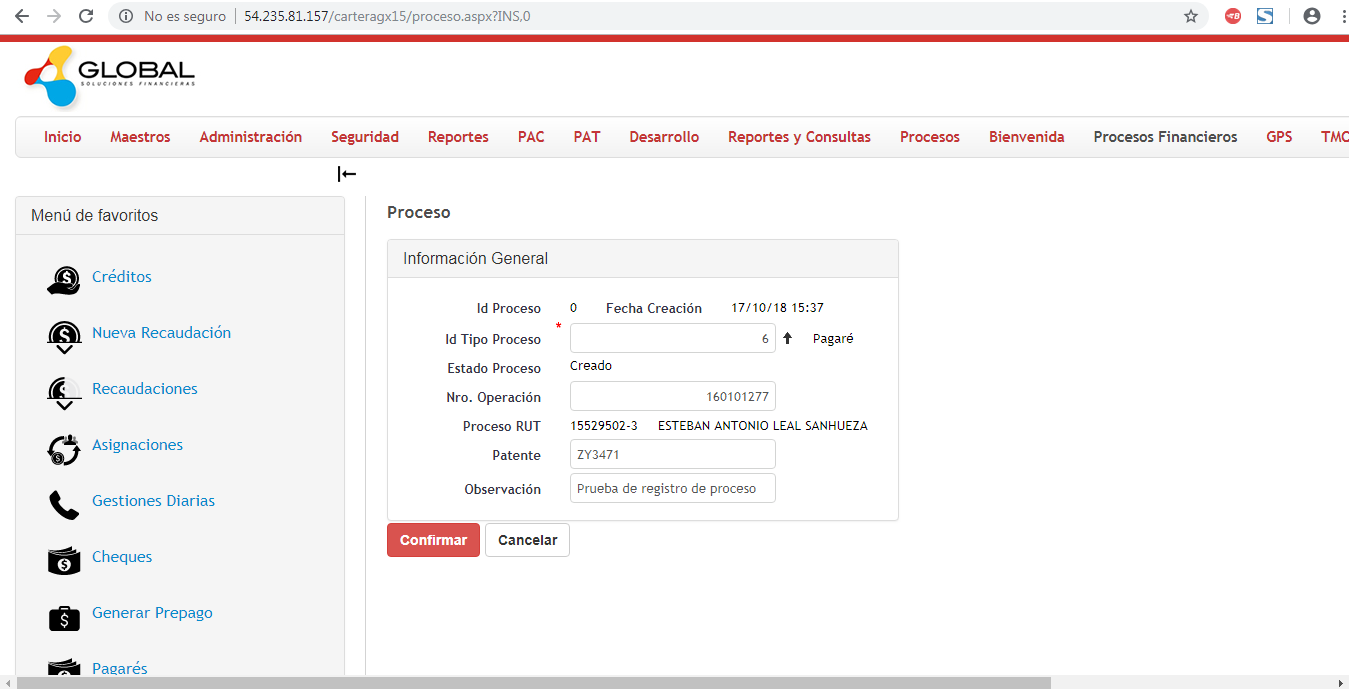 No es seguro 54.235.81.157/carteragx15/proceso.aspx?INS,0
GLOBAL
SOLUCIONES FINANCIERAS
Inicio Maestros Administración Seguridad Reportes PAC PAT Desarrollo Reportes y Consultas Procesos Bienvenida Procesos Financieros GPS TMO
Menú de favoritos
Créditos
Nueva Recaudación
Recaudaciones
Asignaciones
Gestiones Diarias
Cheques
Generar Prepago
Pagarés
Proceso
Información General
Id Proceso 0 Fecha Creación 17/10/18 15:37
Id Tipo Proceso * 6 Pagaré
Estado Proceso Creado
Nro. Operación 160101277
Proceso RUT 15529502-3 ESTEBAN ANTONIO LEAL SANHUEZA
Patente ZY3471
Observación Prueba de registro de proceso
Confirmar Cancelar